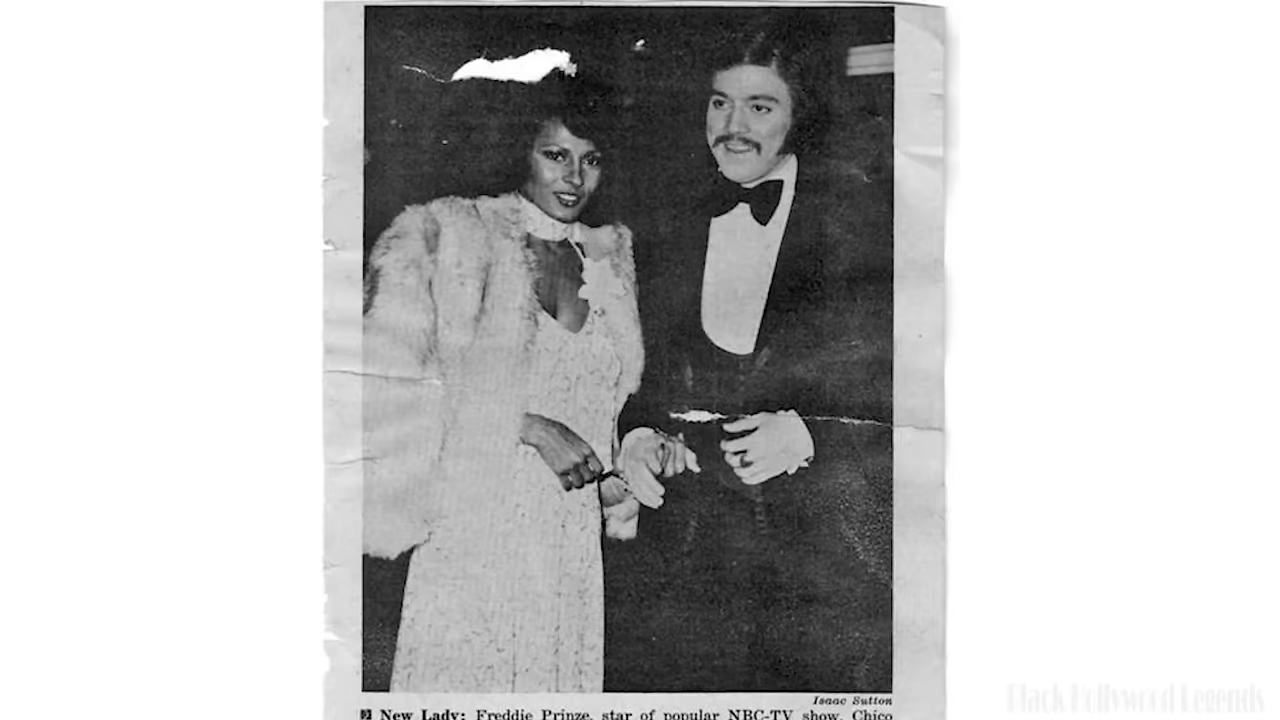 Isaac Sutton
New Lady: Freddie Prinze, star of popular NBC-TV show, Chico
Black Hollywood Legends